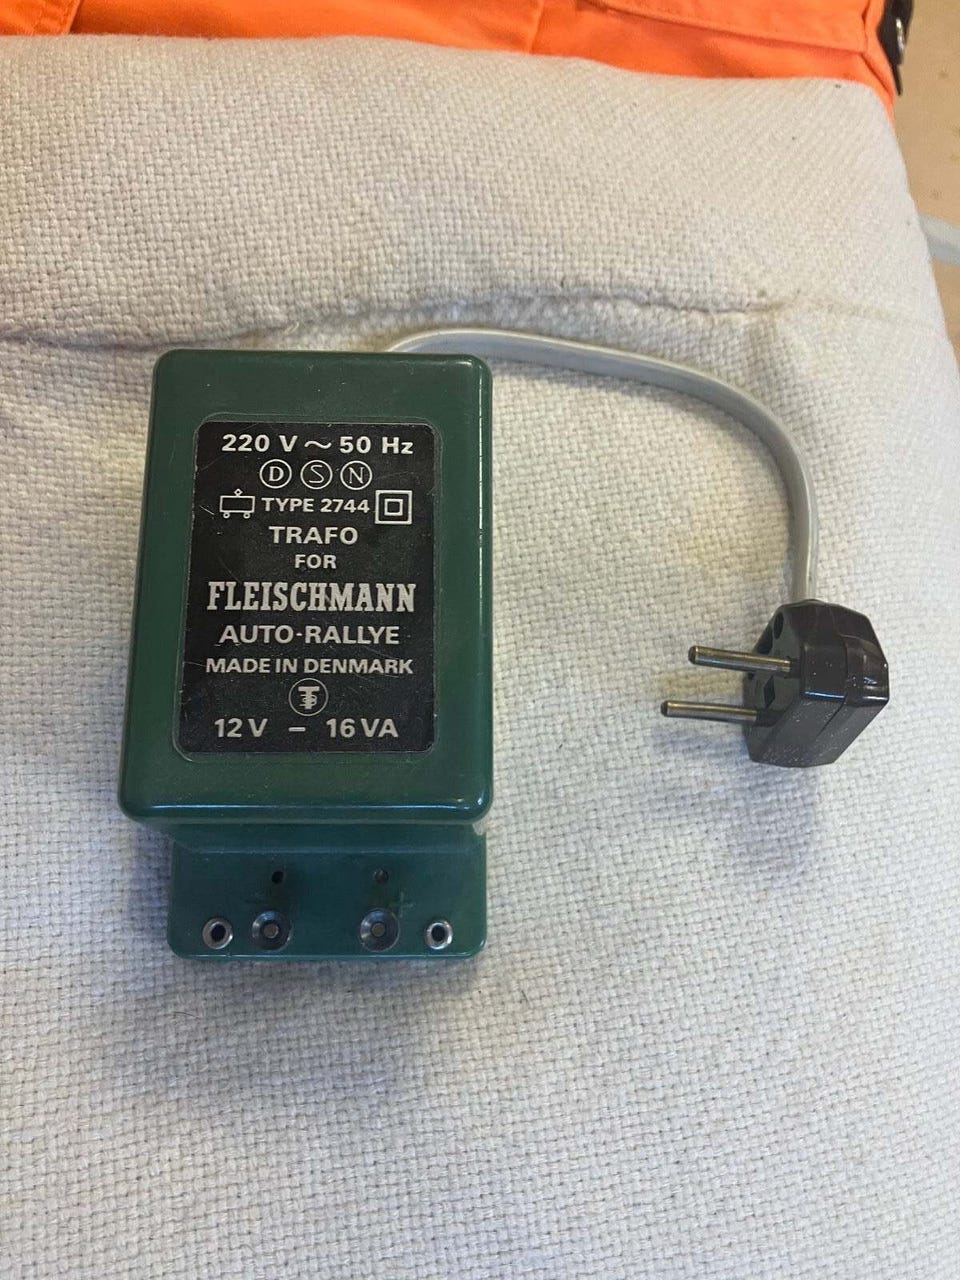 220 V ~ 50 Hz
D S N
TYPE 2744
TRAFO
FOR
FLEISCHMANN
AUTO-RALLYE
MADE IN DENMARK
12 V – 16 VA